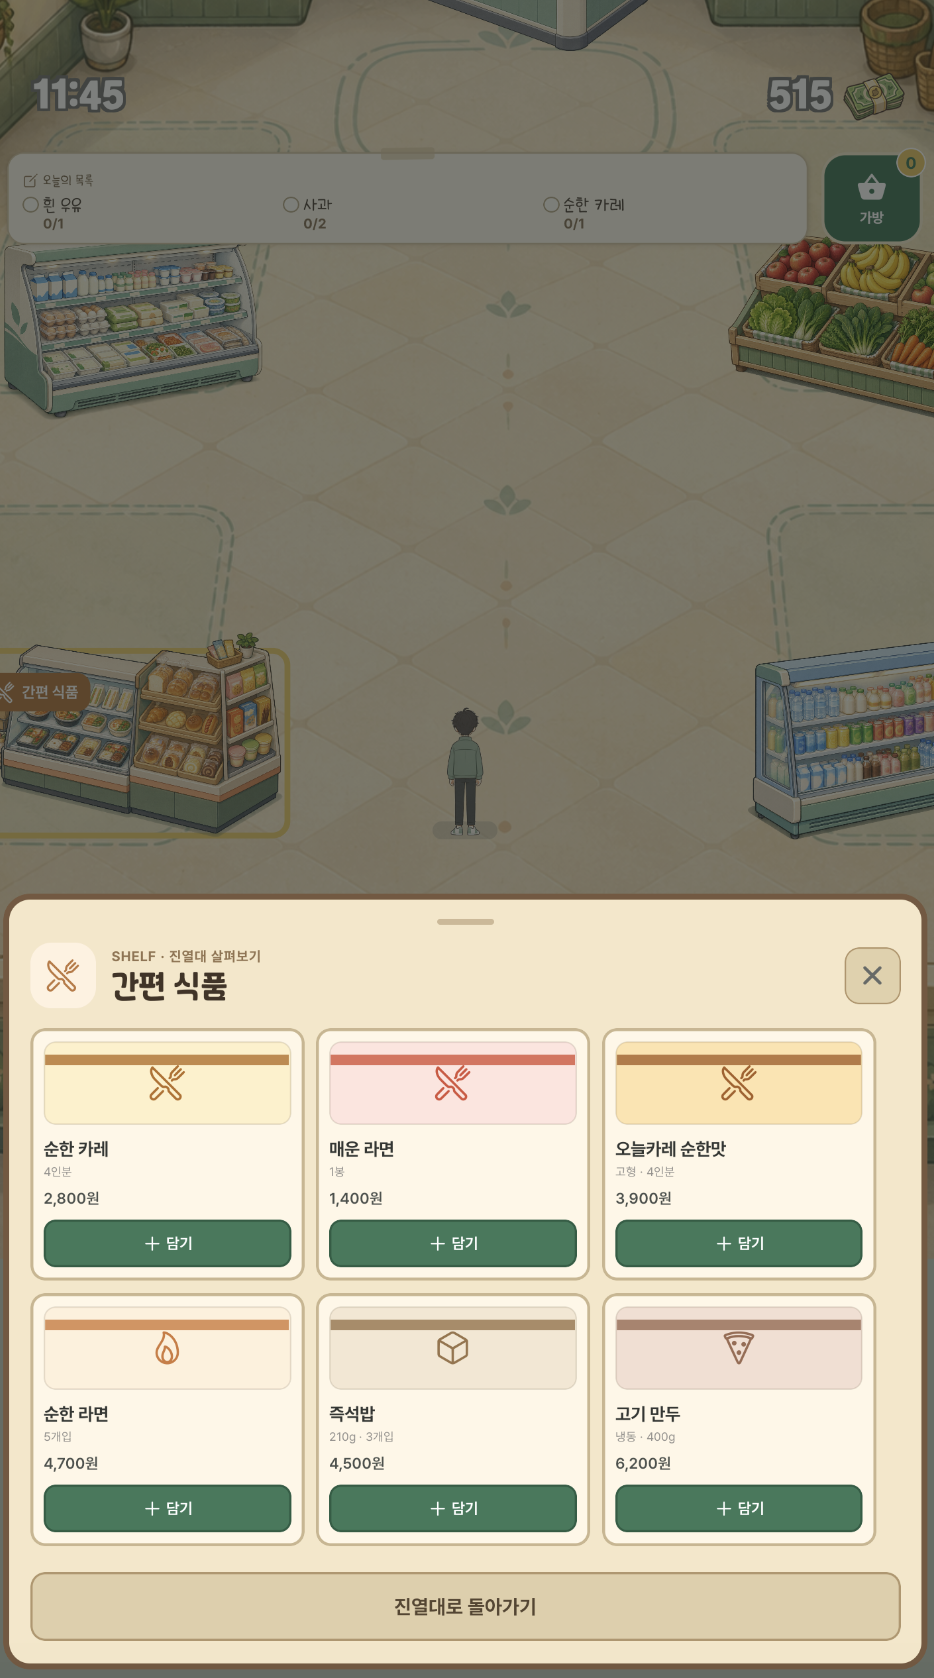 11:45
515
오늘의 목록
흰 우유
0/1
사과
0/2
순한 카레
0/1
0
가방
간편 식품
SHELF · 진열대 살펴보기
간편 식품
순한 카레
4인분
2,800원
+ 담기
매운 라면
1봉
1,400원
+ 담기
오늘카레 순한맛
고형 · 4인분
3,900원
+ 담기
순한 라면
5개입
4,700원
+ 담기
즉석밥
210g · 3개입
4,500원
+ 담기
고기 만두
냉동 · 400g
6,200원
+ 담기
진열대로 돌아가기